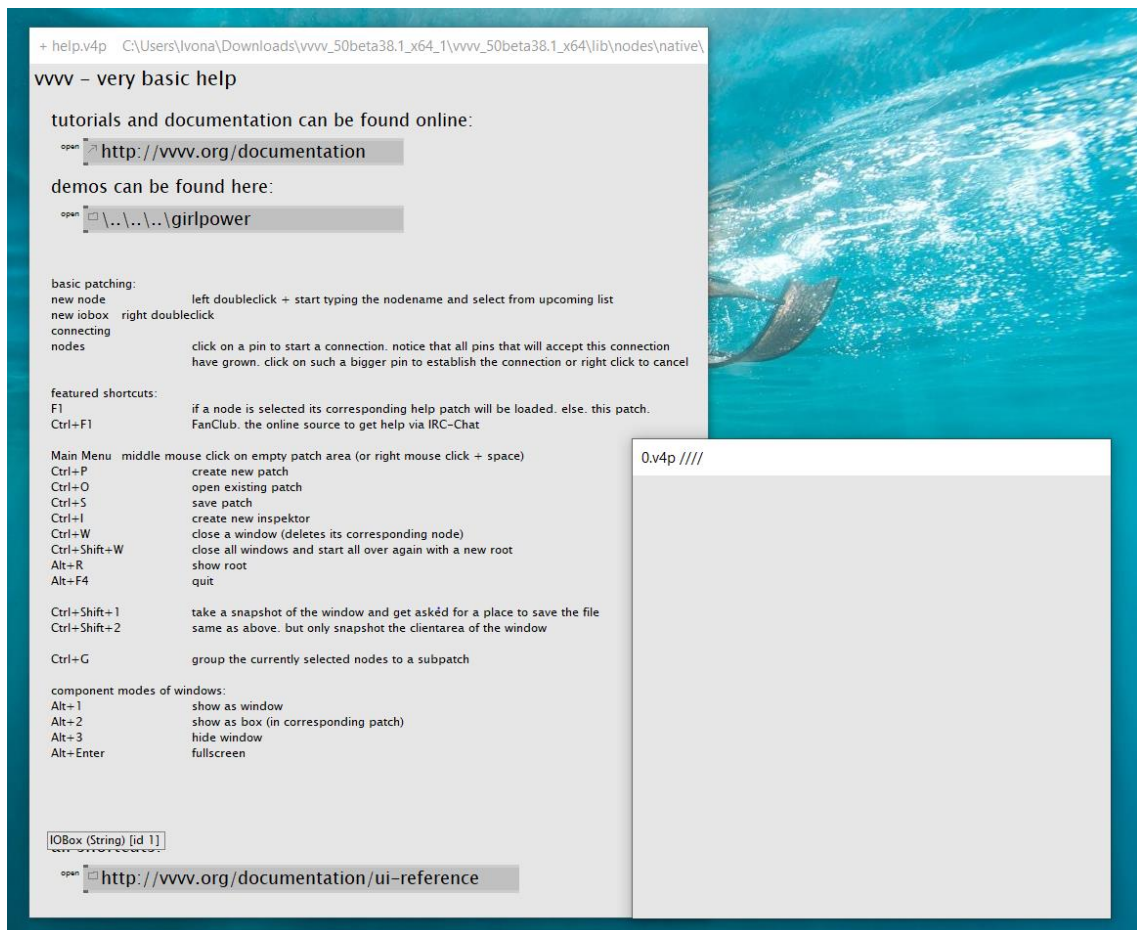 + help.v4p C:\Users\Ivona\Downloads\vvvv_50beta38.1_x64_1\vvvv_50beta38.1_x64\lib\nodes\native\
vvvv - very basic help
tutorials and documentation can be found online:
open http://vvvv.org/documentation
demos can be found here:
open \..\..\..\girlpower
basic patching:
new node left doubleclick + start typing the nodename and select from upcoming list
new iobox right doubleclick
connecting
nodes click on a pin to start a connection. notice that all pins that will accept this connection
have grown. click on such a bigger pin to establish the connection or right click to cancel
featured shortcuts:
F1 if a node is selected its corresponding help patch will be loaded. else. this patch.
Ctrl+F1 FanClub. the online source to get help via IRC-Chat
Main Menu middle mouse click on empty patch area (or right mouse click + space)
Ctrl+P create new patch
Ctrl+O open existing patch
Ctrl+S save patch
Ctrl+I create new inspektor
Ctrl+W close a window (deletes its corresponding node)
Ctrl+Shift+W close all windows and start all over again with a new root
Alt+R show root
Alt+F4 quit
Ctrl+Shift+1 take a snapshot of the window and get asked for a place to save the file
Ctrl+Shift+2 same as above. but only snapshot the clientarea of the window
Ctrl+G group the currently selected nodes to a subpatch
component modes of windows:
Alt+1 show as window
Alt+2 show as box (in corresponding patch)
Alt+3 hide window
Alt+Enter fullscreen
IOBox (String) [id 1]
open http://vvvv.org/documentation/ui-reference
0.v4p ////